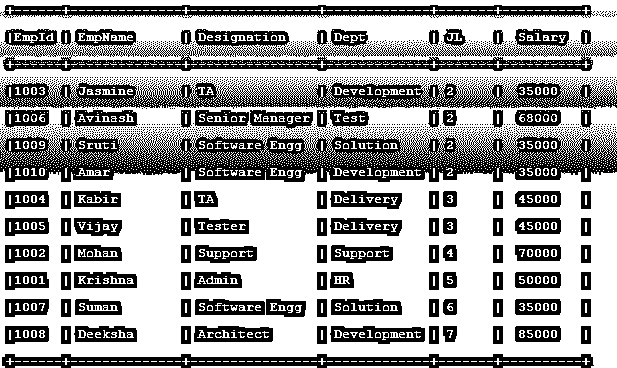 |EmpId | EmpName | Designation | Dept | JL | Salary |
|1003 | Jasmine | TA | Development | 2 | 35000 |
|1006 | Avinash | Senior Manager | Test | 2 | 68000 |
|1009 | Sruti | Software Engg | Solution | 2 | 35000 |
|1010 | Amar | Software Engg | Development | 2 | 35000 |
|1004 | Kabir | TA | Delivery | 3 | 45000 |
|1005 | Vijay | Tester | Delivery | 3 | 45000 |
|1002 | Mohan | Support | Support | 4 | 70000 |
|1001 | Krishna | Admin | HR | 5 | 50000 |
|1007 | Suman | Software Engg | Solution | 6 | 35000 |
|1008 | Deeksha | Architect | Development | 7 | 85000 |